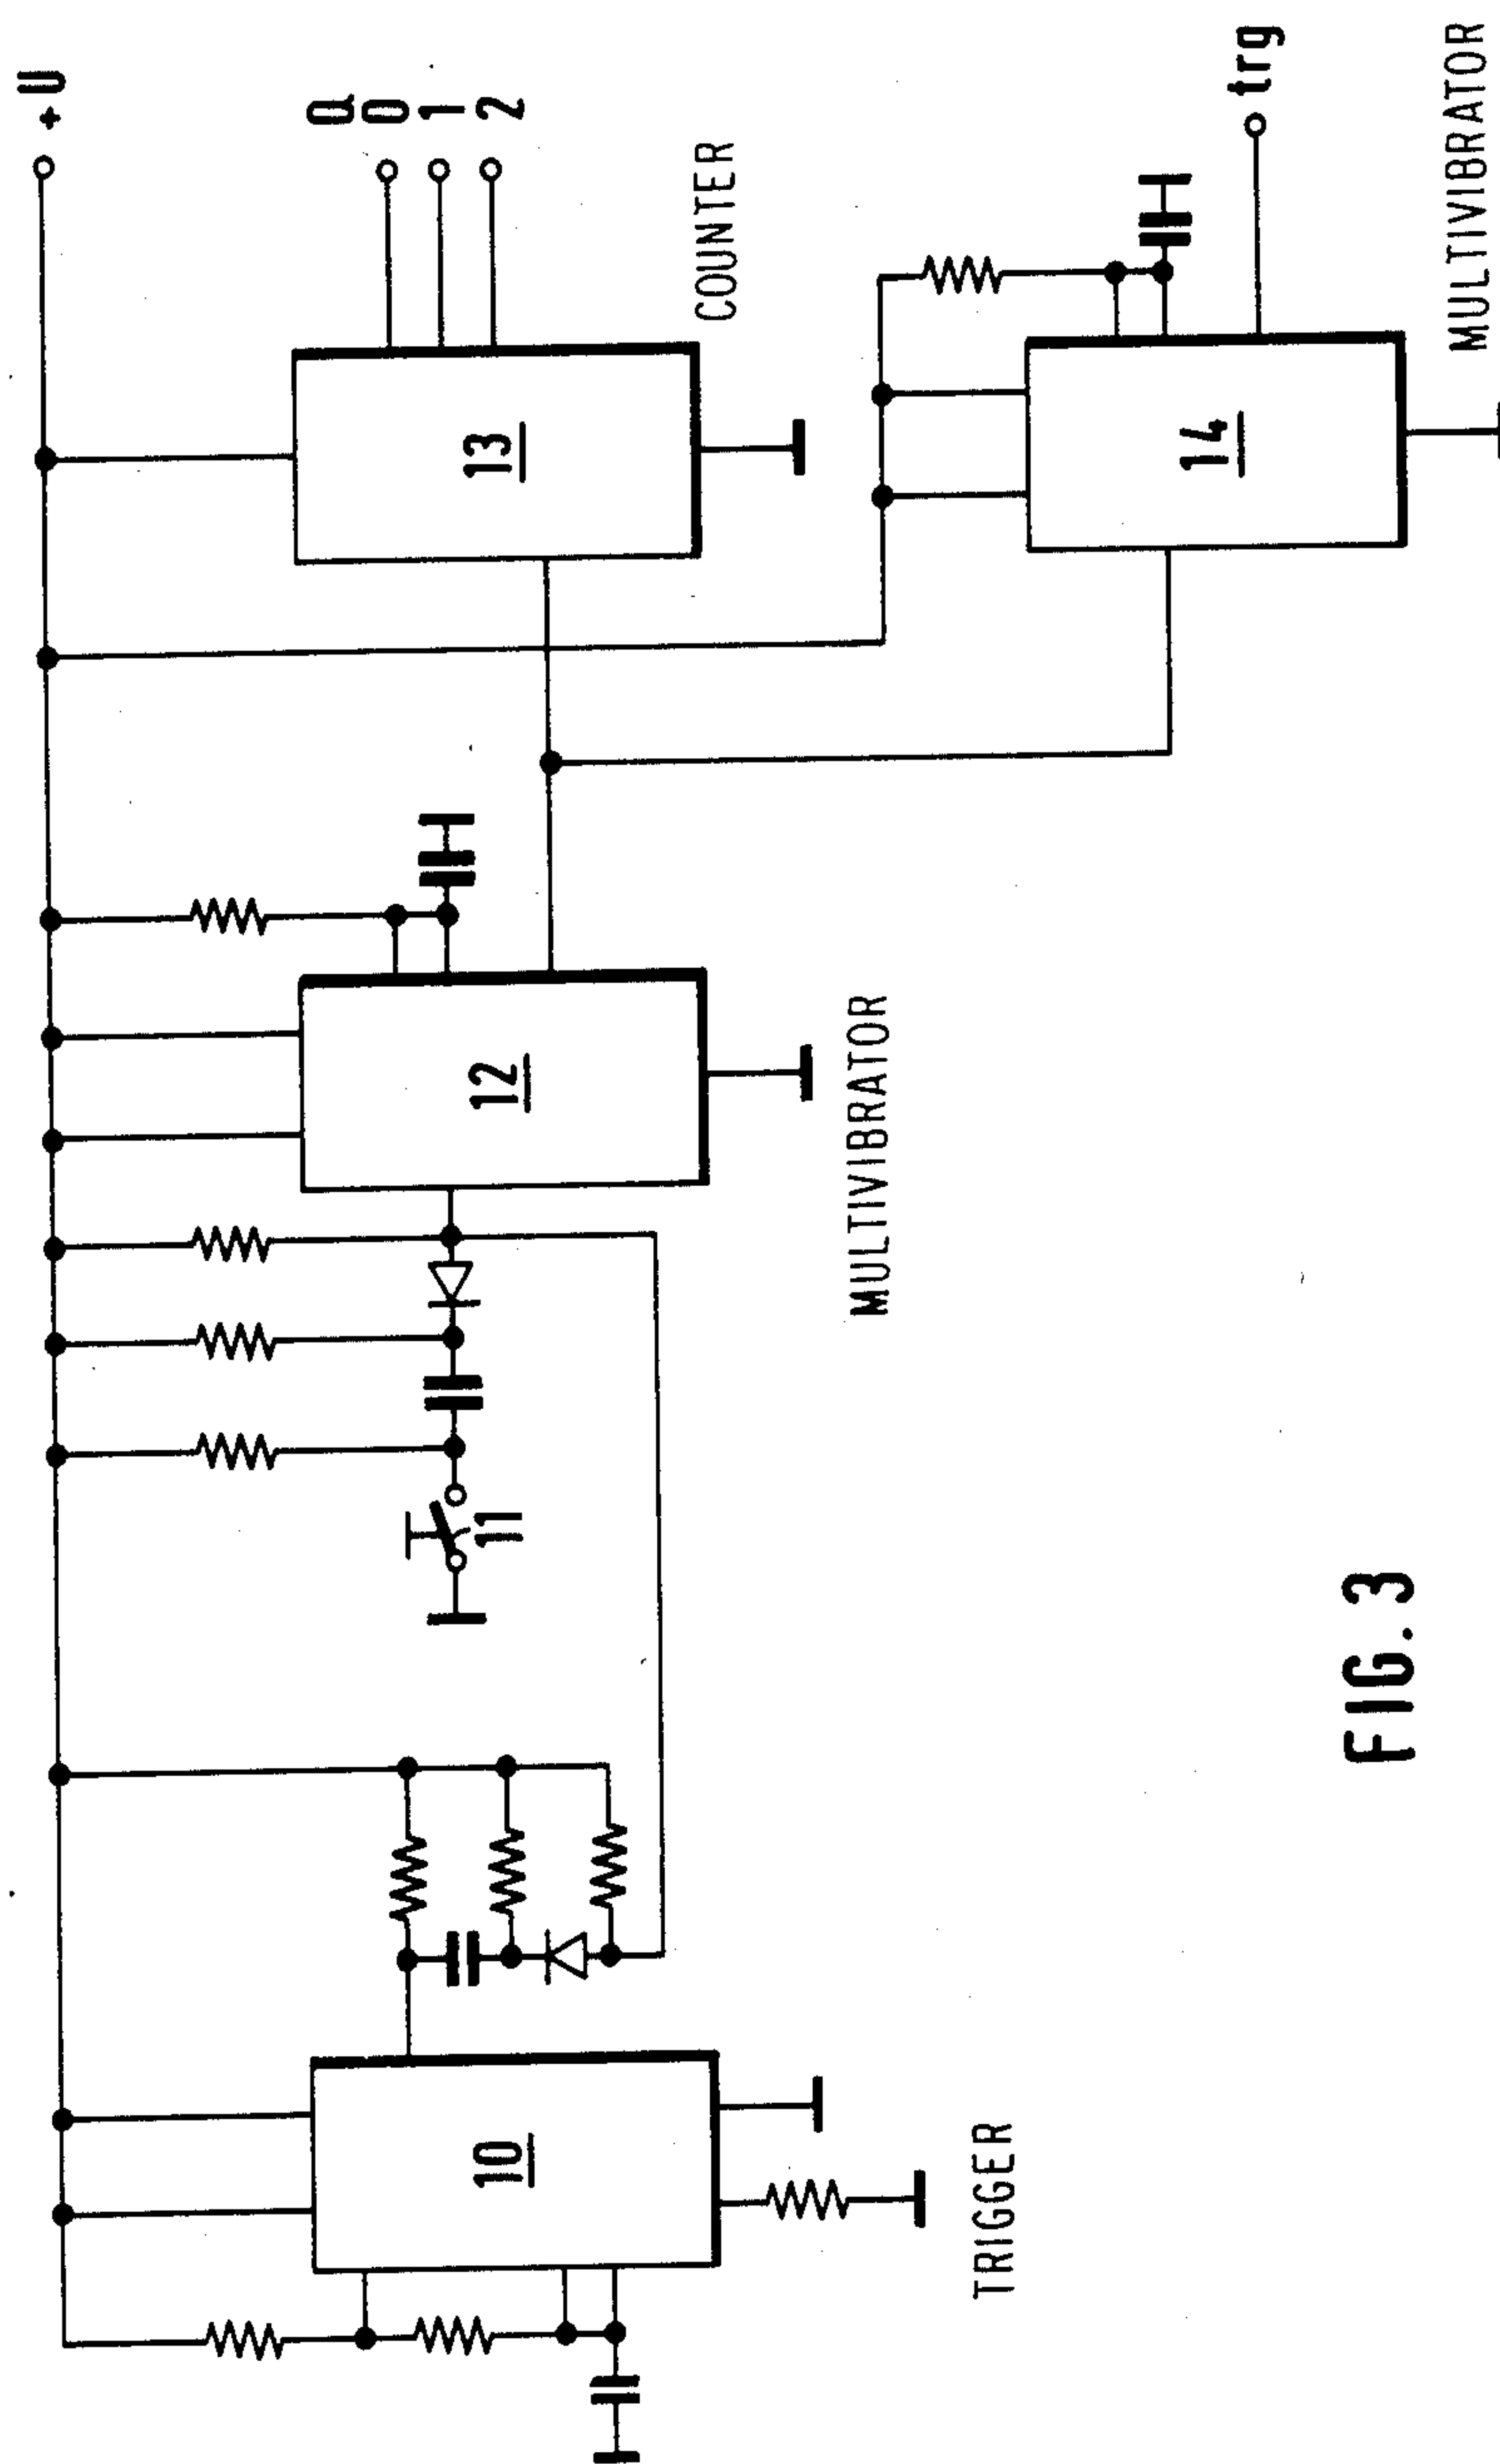 +U
Q
0
1
2
13
COUNTER
12
MULTIVIBRATOR
11
10
TRIGGER
14
trg
MULTIVIBRATOR
FIG. 3